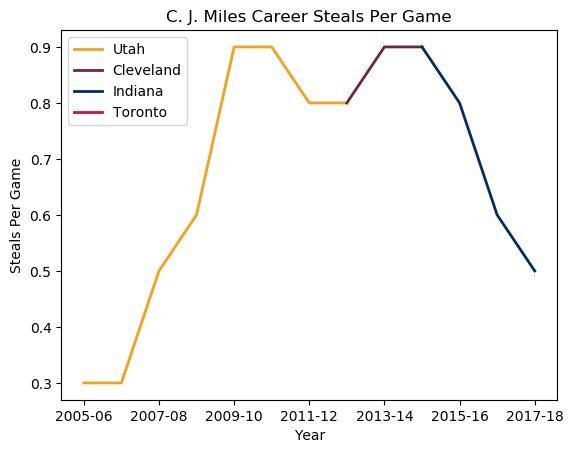 C. J. Miles Career Steals Per Game
Utah
Cleveland
Indiana
Toronto
0.9
0.8
0.7
0.6
0.5
0.4
0.3
Steals Per Game
2005-06 2007-08 2009-10 2011-12 2013-14 2015-16 2017-18
Year